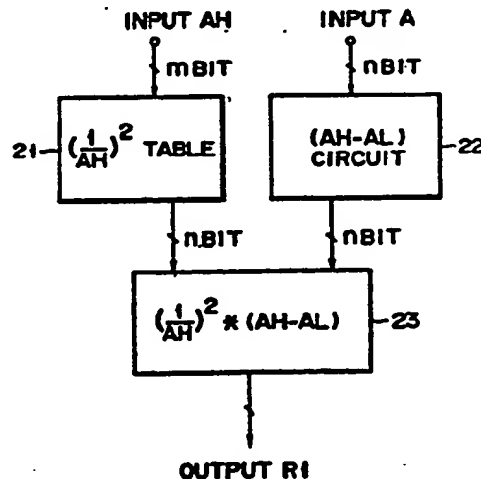 INPUT AH
INPUT A
mBIT
nBIT
21
(1/AH)² TABLE
(AH-AL)
CIRCUIT
22
nBIT
nBIT
(1/AH)² * (AH-AL)
23
OUTPUT R1